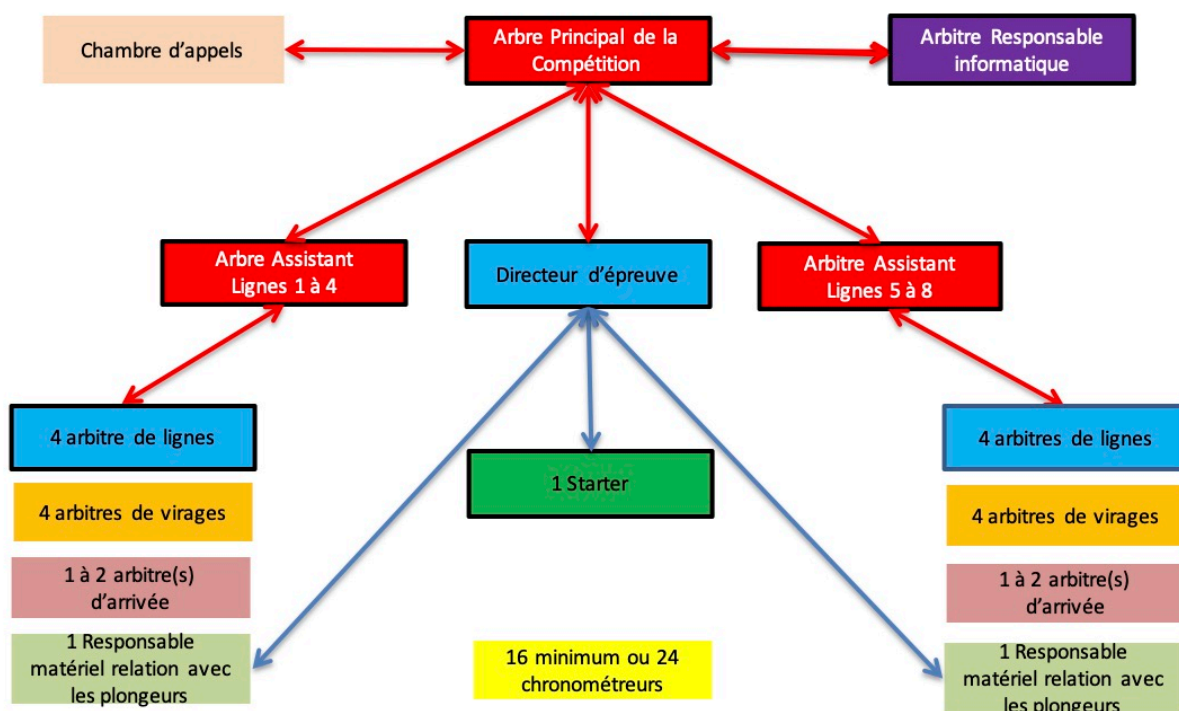 Chambre d'appels
Arbre Principal de la
Compétition
Arbitre Responsable
informatique
Arbre Assistant
Lignes 1 à 4
Directeur d'épreuve
Arbitre Assistant
Lignes 5 à 8
4 arbitre de lignes
1 Starter
4 arbitres de lignes
4 arbitres de virages
4 arbitres de virages
1 à 2 arbitre(s)
d'arrivée
1 à 2 arbitre(s)
d'arrivée
1 Responsable
matériel relation avec
les plongeurs
16 minimum ou 24
chronométreurs
1 Responsable
matériel relation avec
les plongeurs